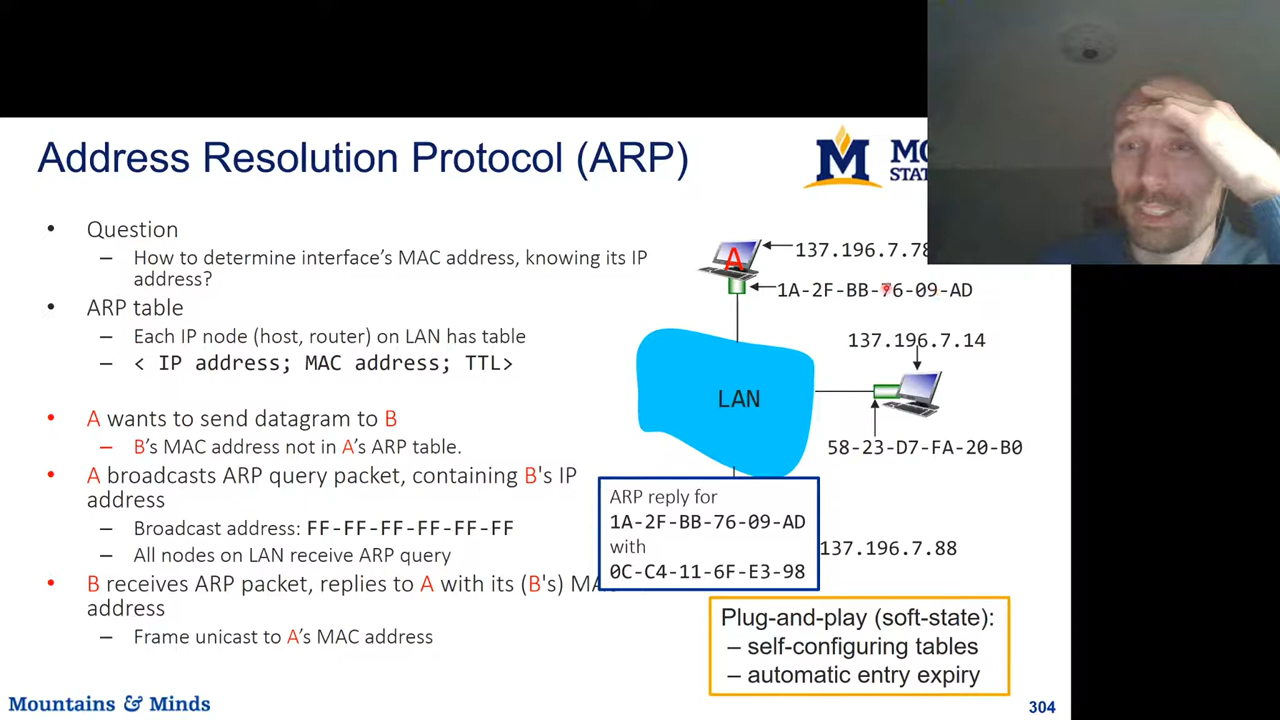 Address Resolution Protocol (ARP)
M
STAT
• Question
– How to determine interface's MAC address, knowing its IP
address?
• ARP table
– Each IP node (host, router) on LAN has table
– < IP address; MAC address; TTL>
• A wants to send datagram to B
– B's MAC address not in A's ARP table.
• A broadcasts ARP query packet, containing B's IP
address
– Broadcast address: FF-FF-FF-FF-FF-FF
– All nodes on LAN receive ARP query
• B receives ARP packet, replies to A with its (B's) MA
address
– Frame unicast to A's MAC address
A
137.196.7.78
1A-2F-BB-76-09-AD
137.196.7.14
LAN
58-23-D7-FA-20-B0
ARP reply for
1A-2F-BB-76-09-AD
with
0C-C4-11-6F-E3-98
137.196.7.88
Plug-and-play (soft-state):
– self-configuring tables
– automatic entry expiry
Mountains & Minds
304